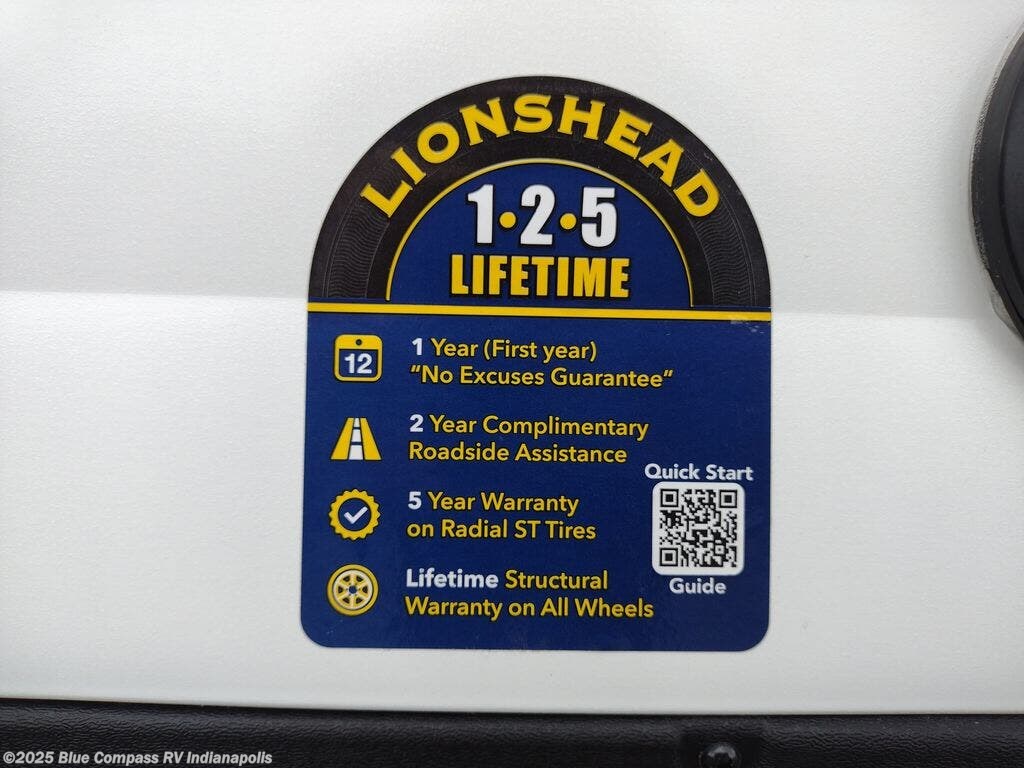 LIONSHEAD
1•2•5
LIFETIME
12
1 Year (First year)
“No Excuses Guarantee”
2 Year Complimentary
Roadside Assistance
5 Year Warranty
on Radial ST Tires
Lifetime Structural
Warranty on All Wheels
Quick Start
Guide
©2025 Blue Compass RV Indianapolis